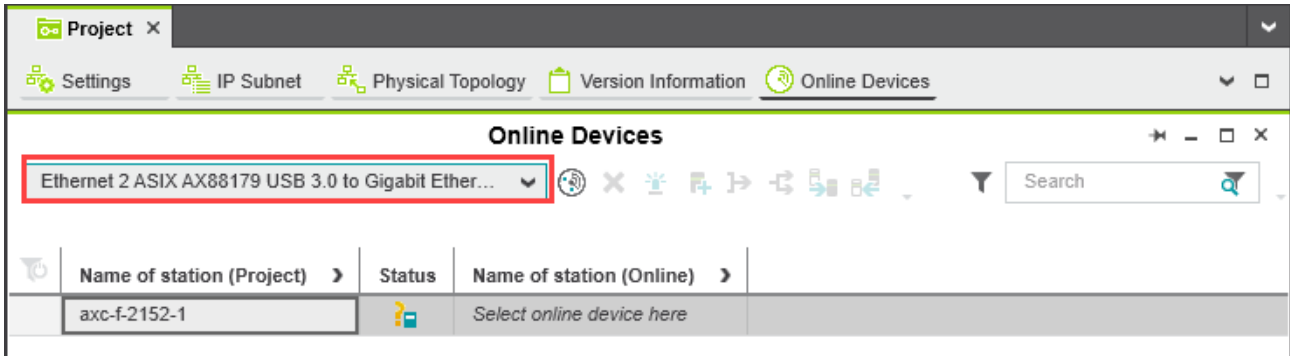 Project
Settings IP Subnet Physical Topology Version Information Online Devices
Online Devices
Ethernet 2 ASIX AX88179 USB 3.0 to Gigabit Ether... Search
Name of station (Project) Status Name of station (Online)
axc-f-2152-1 Select online device here